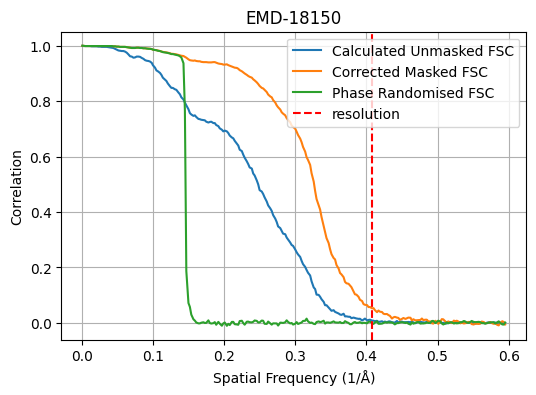 EMD-18150
1.0
0.8
0.6
0.4
0.2
0.0
Correlation
Calculated Unmasked FSC
Corrected Masked FSC
Phase Randomised FSC
resolution
0.0 0.1 0.2 0.3 0.4 0.5 0.6
Spatial Frequency (1/Å)